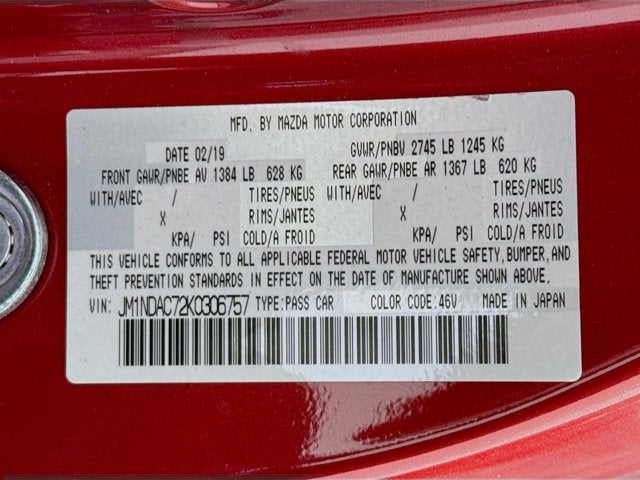 MFD. BY MAZDA MOTOR CORPORATION
DATE 02/19 GVWR/PNBV 2745 LB 1245 KG
FRONT GAWR/PNBE AV 1384 LB 628 KG REAR GAWR/PNBE AR 1367 LB 620 KG
WITH/AVEC / TIRES/PNEUS WITH/AVEC / TIRES/PNEUS
X RIMS/JANTES X RIMS/JANTES
KPA/ PSI COLD/A FROID KPA/ PSI COLD/A FROID
THIS VEHICLE CONFORMS TO ALL APPLICABLE FEDERAL MOTOR VEHICLE SAFETY, BUMPER, AND
THEFT PREVENTION STANDARDS IN EFFECT ON THE DATE OF MANUFACTURE SHOWN ABOVE.
VIN: JM1NDAC72K0306757 TYPE: PASS CAR COLOR CODE: 46V MADE IN JAPAN